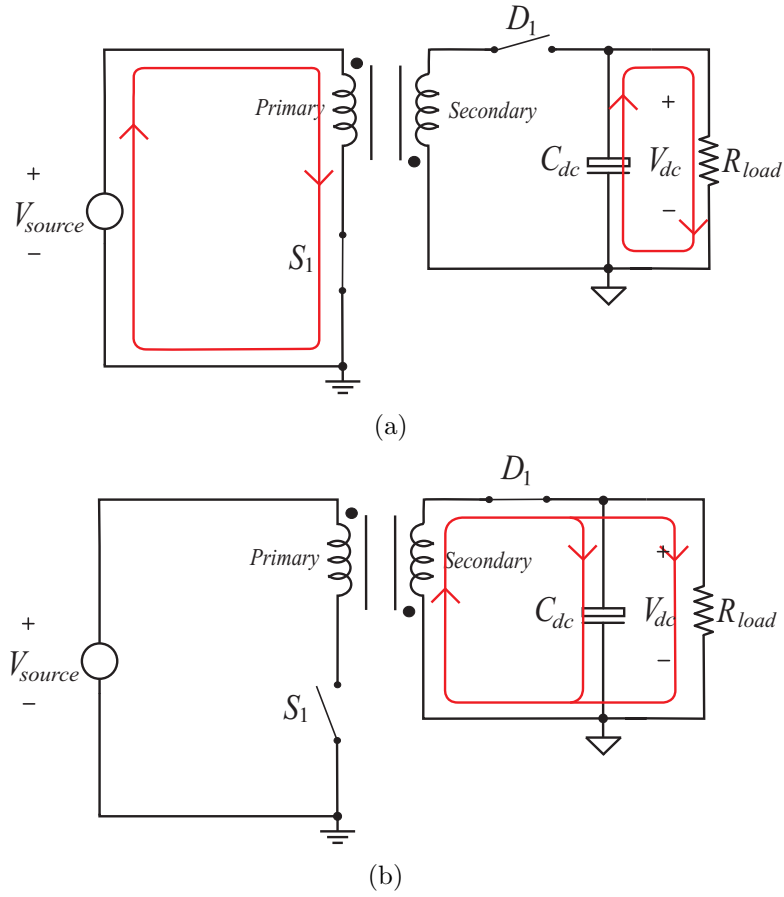 D1
+
Primary
Secondary
+
Vsource
−
S1
Cdc
Vdc
−
Rload
(a)
D1
+
Primary
Secondary
+
Vsource
−
S1
Cdc
Vdc
−
Rload
(b)